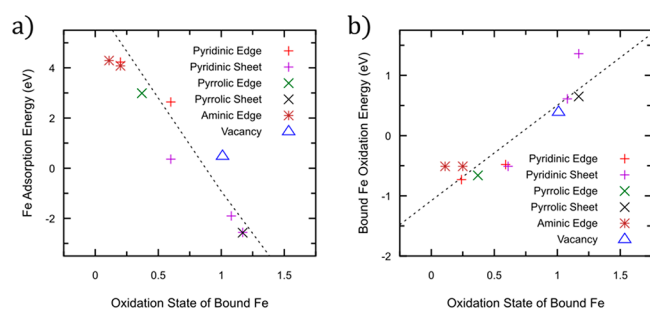 a)
Fe Adsorption Energy (eV)
4
2
0
-2
0
0.5
1
1.5
Oxidation State of Bound Fe
Pyridinic Edge
Pyridinic Sheet
Pyrrolic Edge
Pyrrolic Sheet
Aminic Edge
Vacancy
b)
Bound Fe Oxidation Energy (eV)
1
0
-1
-2
0
0.5
1
1.5
Oxidation State of Bound Fe
Pyridinic Edge
Pyridinic Sheet
Pyrrolic Edge
Pyrrolic Sheet
Aminic Edge
Vacancy